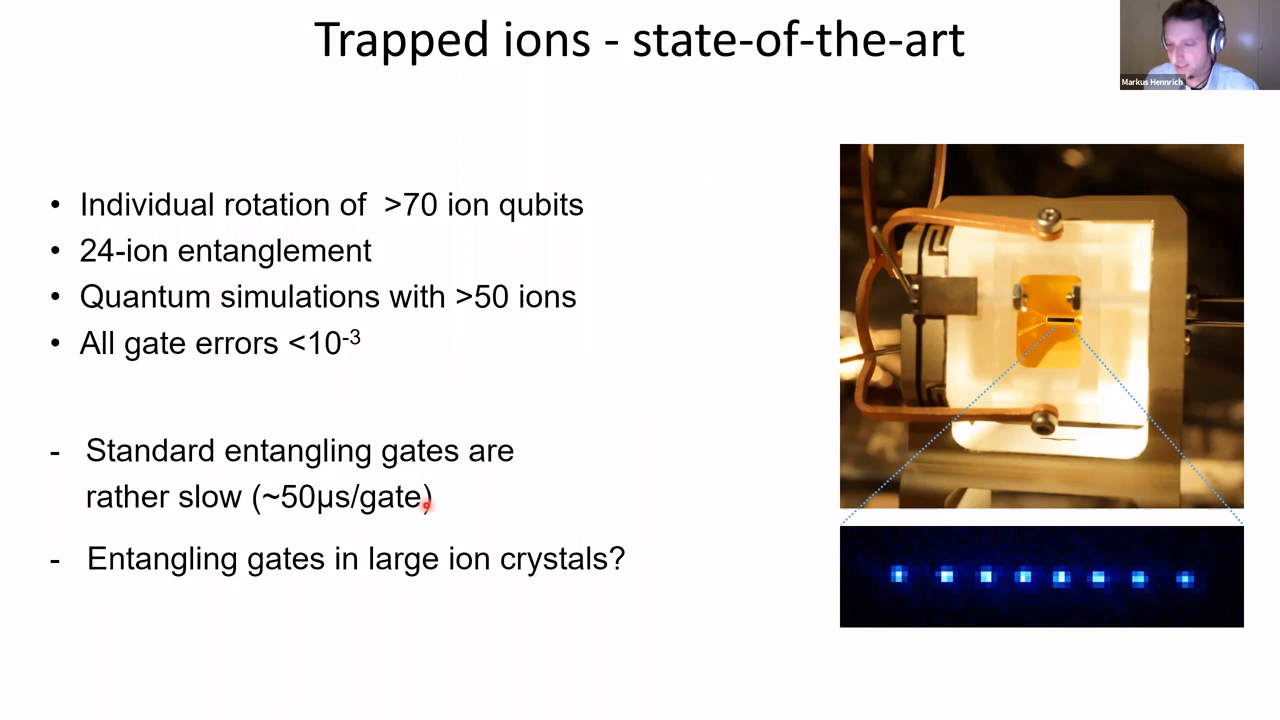 Trapped ions - state-of-the-art
Markus Hennrich
• Individual rotation of >70 ion qubits
• 24-ion entanglement
• Quantum simulations with >50 ions
• All gate errors <10⁻³
- Standard entangling gates are
rather slow (~50µs/gate)
- Entangling gates in large ion crystals?